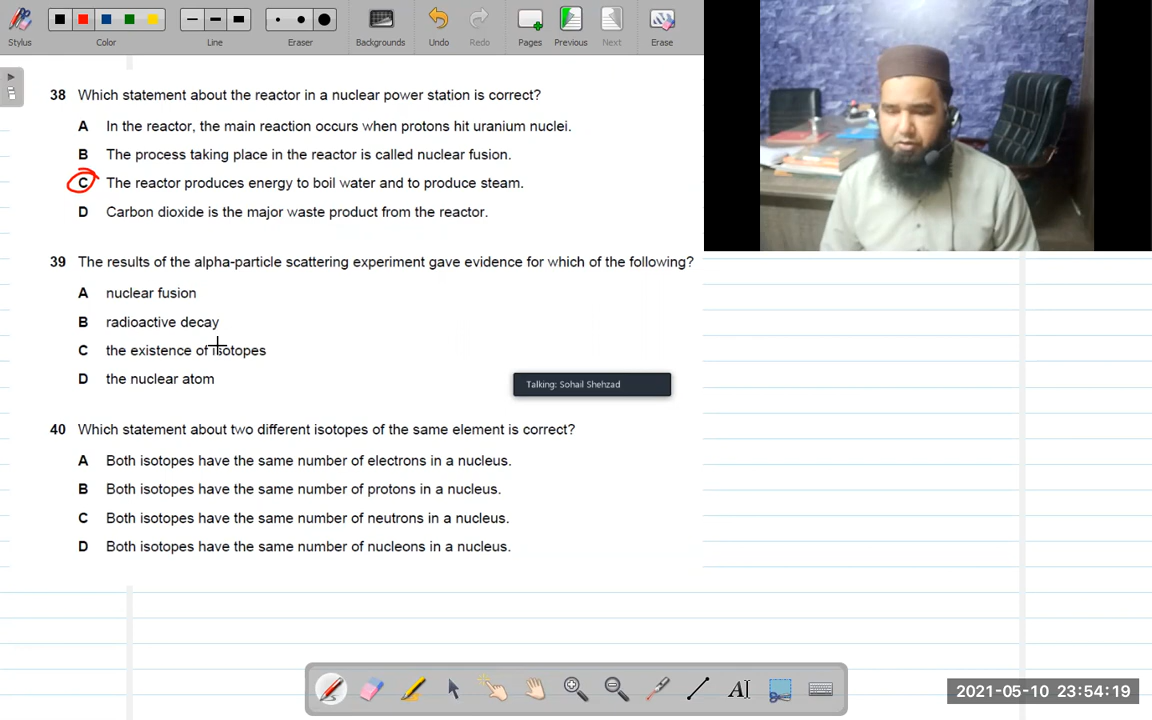 Stylus
Color
Line
Eraser
Backgrounds
Undo
Redo
Pages
Previous
Next
Erase
38 Which statement about the reactor in a nuclear power station is correct?
A In the reactor, the main reaction occurs when protons hit uranium nuclei.
B The process taking place in the reactor is called nuclear fusion.
C The reactor produces energy to boil water and to produce steam.
D Carbon dioxide is the major waste product from the reactor.
39 The results of the alpha-particle scattering experiment gave evidence for which of the following?
A nuclear fusion
B radioactive decay
C the existence of isotopes
D the nuclear atom
Talking: Sohail Shehzad
40 Which statement about two different isotopes of the same element is correct?
A Both isotopes have the same number of electrons in a nucleus.
B Both isotopes have the same number of protons in a nucleus.
C Both isotopes have the same number of neutrons in a nucleus.
D Both isotopes have the same number of nucleons in a nucleus.
2021-05-10 23:54:19